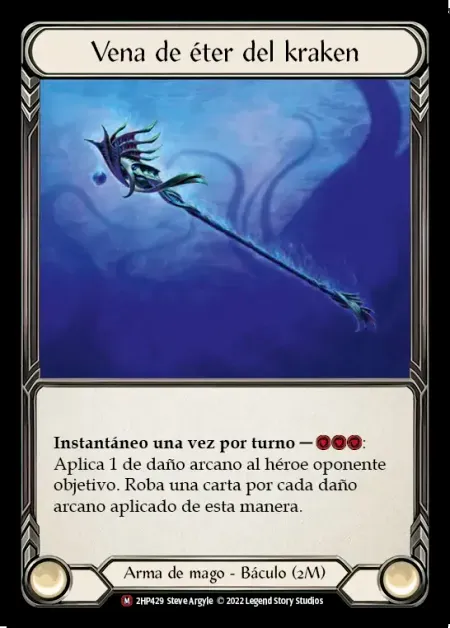 Vena de éter del kraken
Instantáneo una vez por turno — :
Aplica 1 de daño arcano al héroe oponente
objetivo. Roba una carta por cada daño
arcano aplicado de esta manera.
Arma de mago - Báculo (2M)
M 2HP429 Steve Argyle © 2022 Legend Story Studios